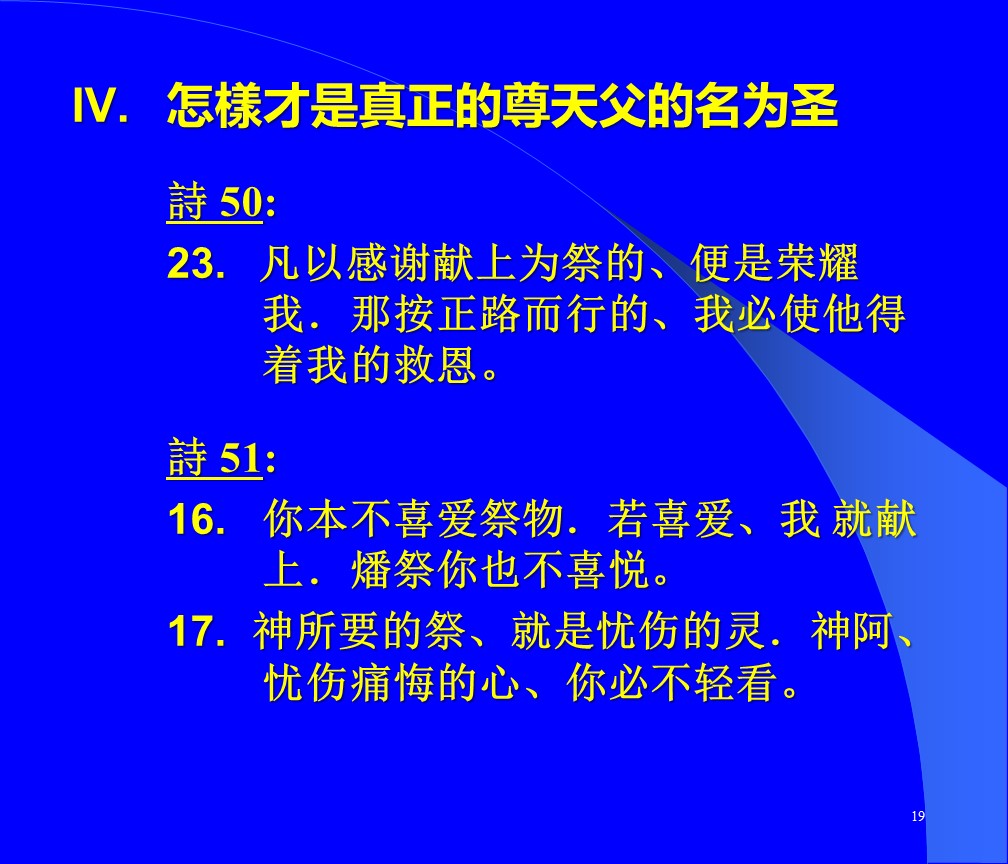 IV. 怎樣才是真正的尊天父的名为圣
詩 50:
23. 凡以感谢献上为祭的、便是荣耀
我．那按正路而行的、我必使他得
着我的救恩。
詩 51:
16. 你本不喜爱祭物．若喜爱、我 就献
上．燔祭你也不喜悦。
17. 神所要的祭、就是忧伤的灵．神阿、
忧伤痛悔的心、你必不轻看。
19